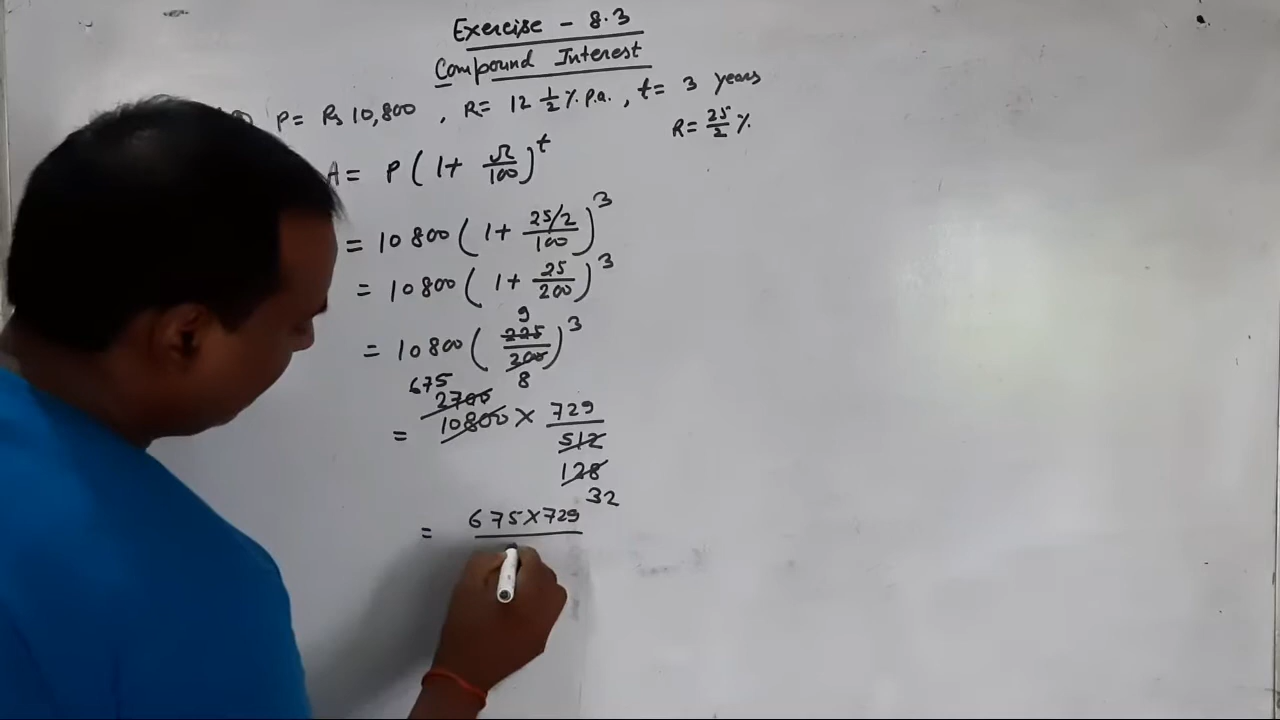 Exercise - 8.3
Compound Interest
P = Rs 10,800 , R = 12 1/2 % p.a. , t = 3 years
R = 25/2 %
A = P ( 1 + r/100 )^t
= 10800 ( 1 + 25/2/100 )^3
= 10800 ( 1 + 25/200 )^3
9
= 10800 ( 225/200 )^3
8
675
2700
= 10800 × 729/512
128
32
= 675 × 729